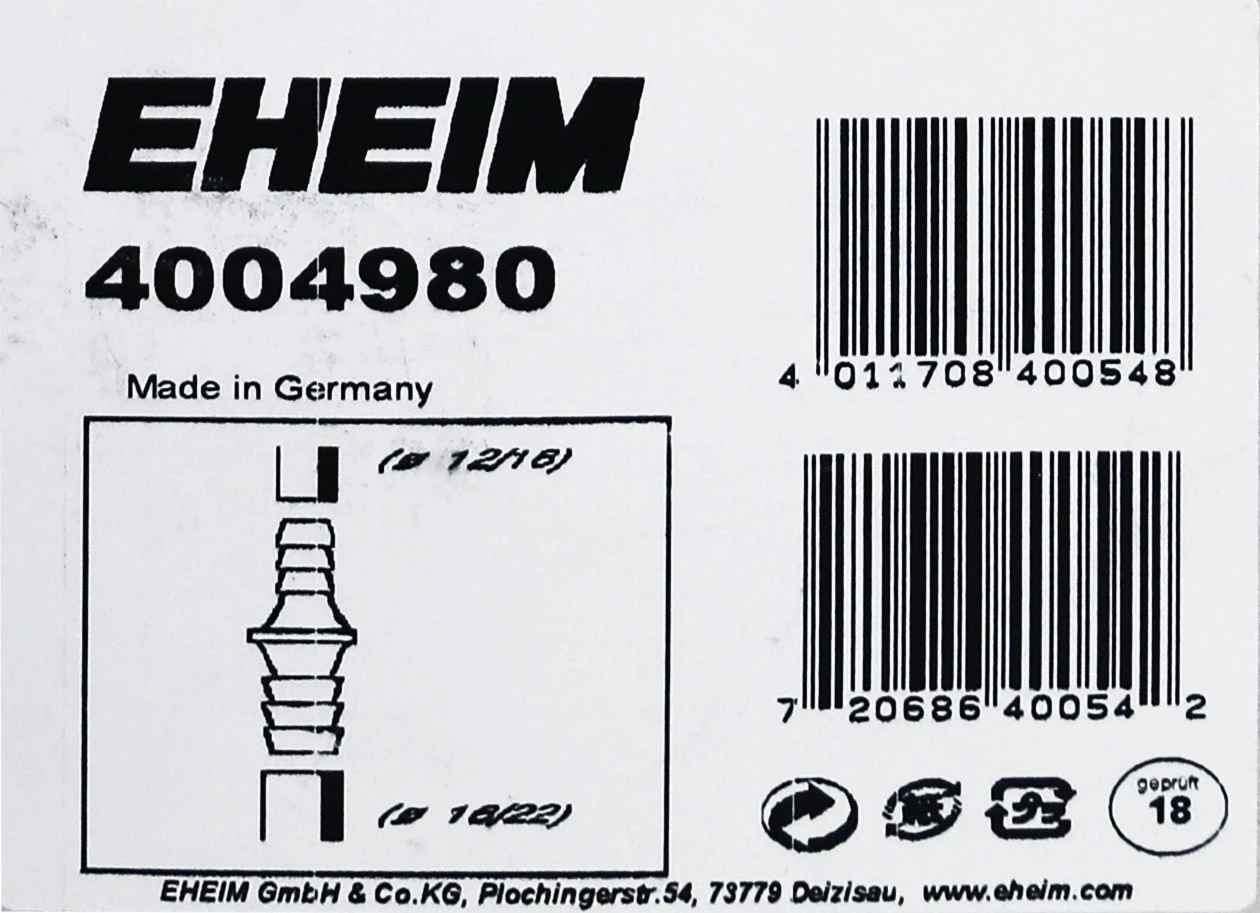 EHEIM
4004980
Made in Germany
(ø 12/16)
(ø 16/22)
4 011708 400548
7 20686 40054 2
geprüft
18
EHEIM GmbH & Co.KG, Plochingerstr.54, 73779 Deizisau, www.eheim.com